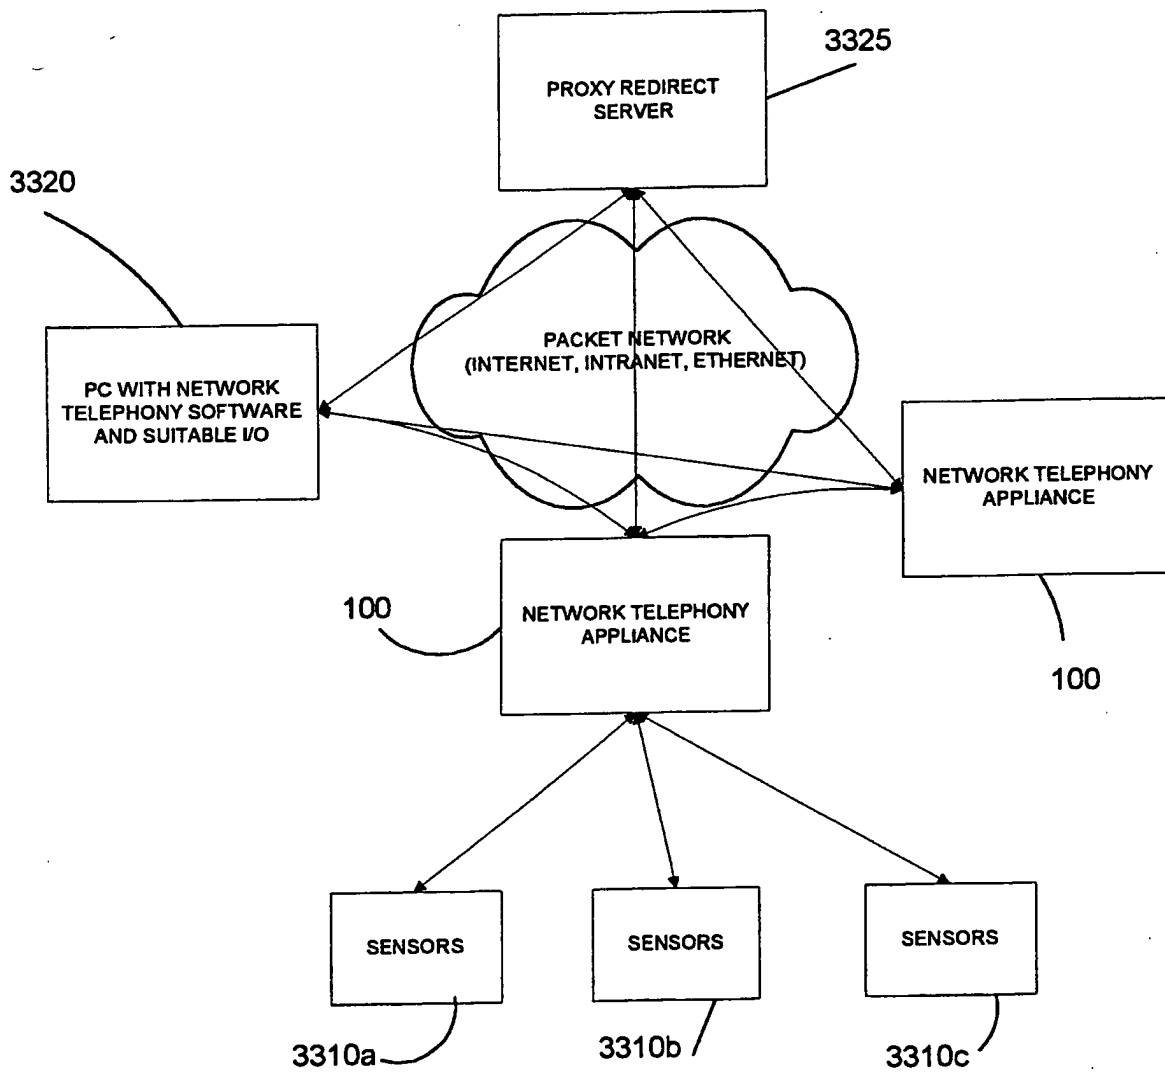 3325
PROXY REDIRECT
SERVER
3320
PACKET NETWORK
(INTERNET, INTRANET, ETHERNET)
PC WITH NETWORK
TELEPHONY SOFTWARE
AND SUITABLE I/O
NETWORK TELEPHONY
APPLIANCE
100
NETWORK TELEPHONY
APPLIANCE
100
SENSORS
SENSORS
SENSORS
3310a
3310b
3310c